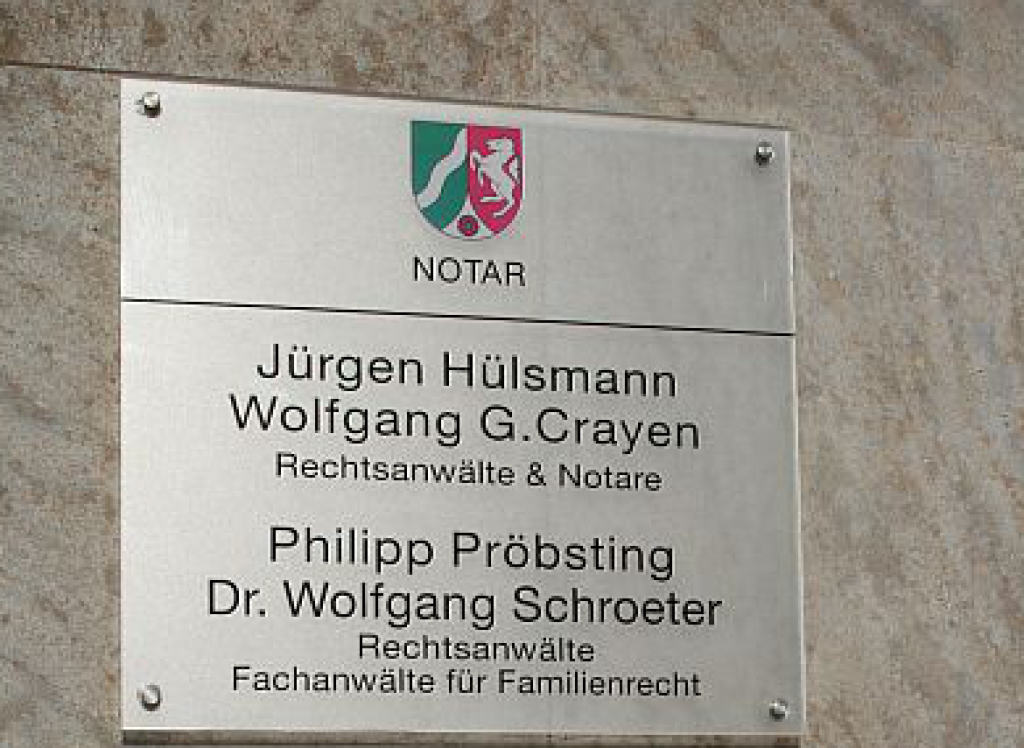 NOTAR
Jürgen Hülsmann
Wolfgang G.Crayen
Rechtsanwälte & Notare
Philipp Pröbsting
Dr. Wolfgang Schroeter
Rechtsanwälte
Fachanwälte für Familienrecht